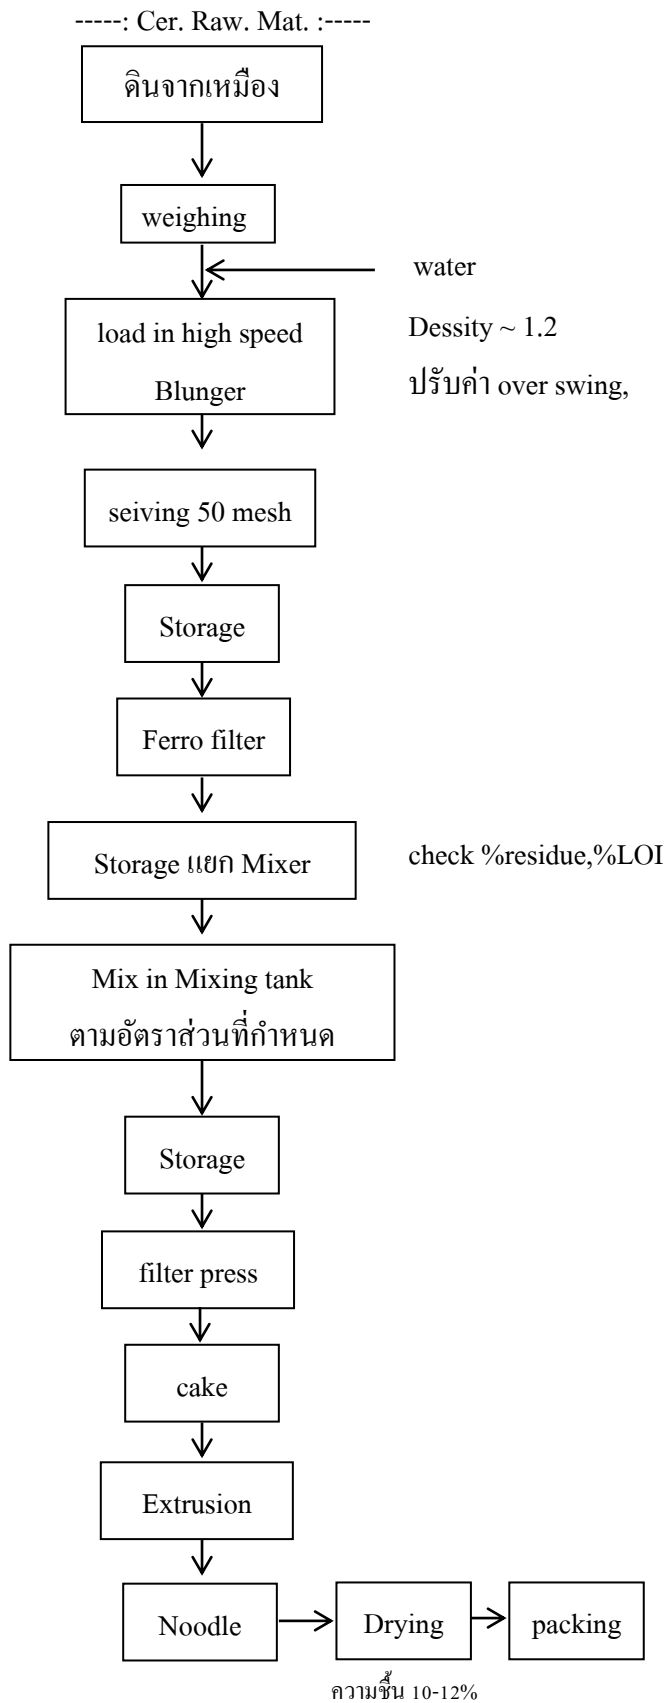 -----: Cer. Raw. Mat. :-----
ดินจากเหมือง
weighing
water
load in high speed
Blunger
Dessity ~ 1.2
ปรับค่า over swing,
seiving 50 mesh
Storage
Ferro filter
Storage แยก Mixer
check %residue,%LOI
Mix in Mixing tank
ตามอัตราส่วนที่กำหนด
Storage
filter press
cake
Extrusion
Noodle
Drying
packing
ความชื้น 10-12%